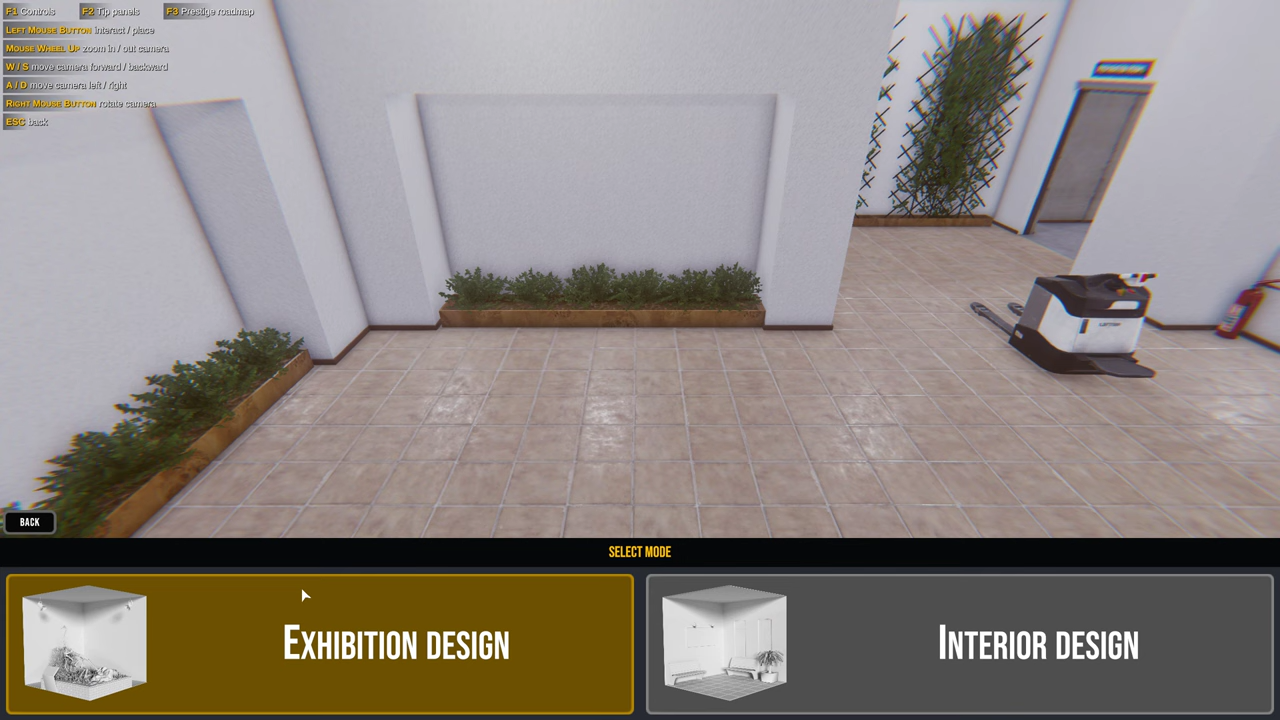 F1 Controls F2 Tip panels F3 Prestige roadmap
LEFT MOUSE BUTTON interact / place
MOUSE WHEEL UP zoom in / out camera
W / S move camera forward / backward
A / D move camera left / right
RIGHT MOUSE BUTTON rotate camera
ESC back
BACK
SELECT MODE
EXHIBITION DESIGN
INTERIOR DESIGN